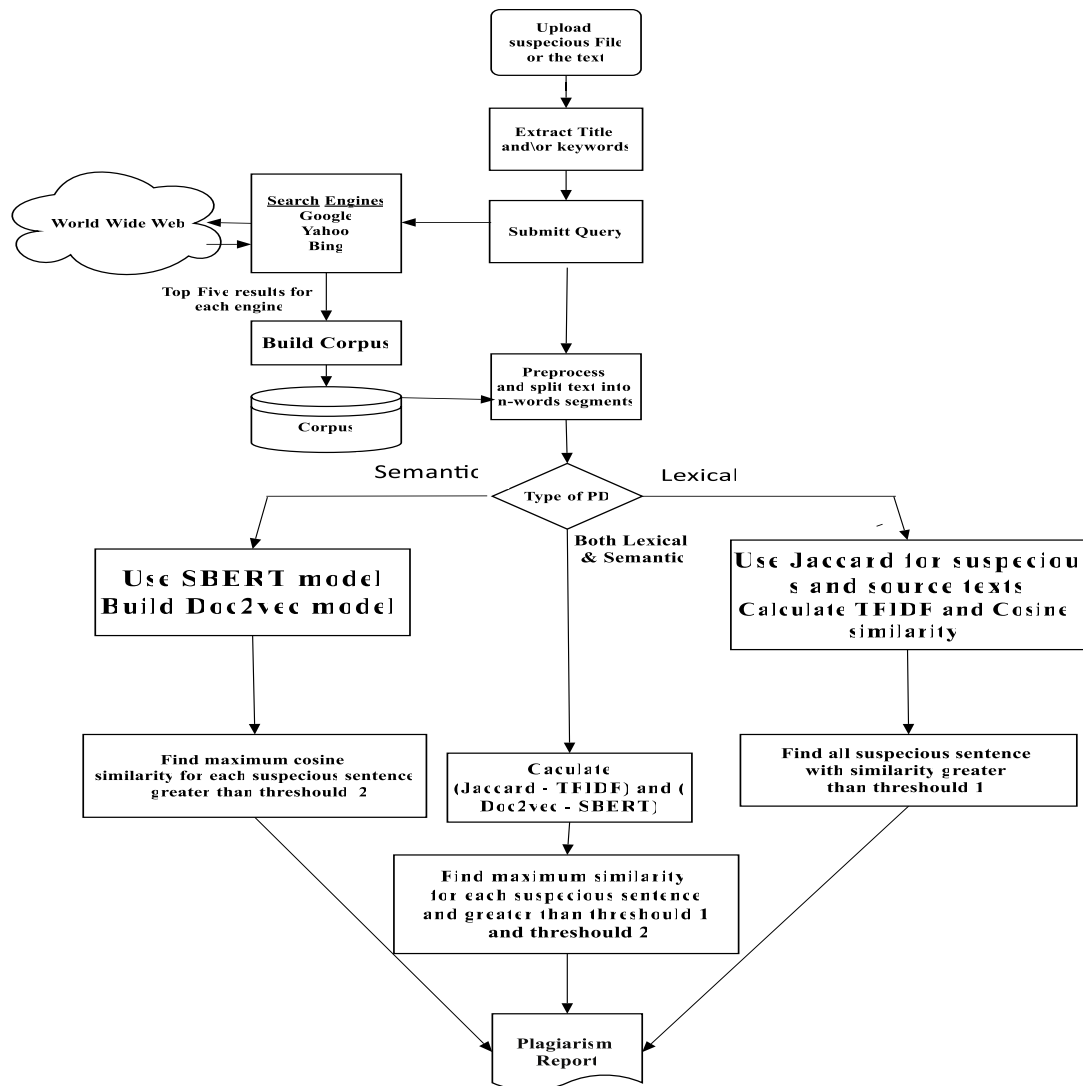 Upload
suspecious File
or the text
Extract Title
and\or keywords
Search Engines
Google
Yahoo
Bing
World Wide Web
Submitt Query
Top Five results for
each engine
Build Corpus
Preprocess
and split text into
n-words segments
Corpus
Semantic
Lexical
Type of PD
Both Lexical
& Semantic
Use SBERT model
Build Doc2vec model
Use Jaccard for suspeciou
s and source texts
Calculate TFIDF and Cosine
similarity
Find maximum cosine
similarity for each suspecious sentence
greater than threshould 2
Caculate
(Jaccard - TFIDF) and (
Doc2vec - SBERT)
Find all suspecious sentence
with similarity greater
than threshould 1
Find maximum similarity
for each suspecious sentence
and greater than threshould 1
and threshould 2
Plagiarism
Report